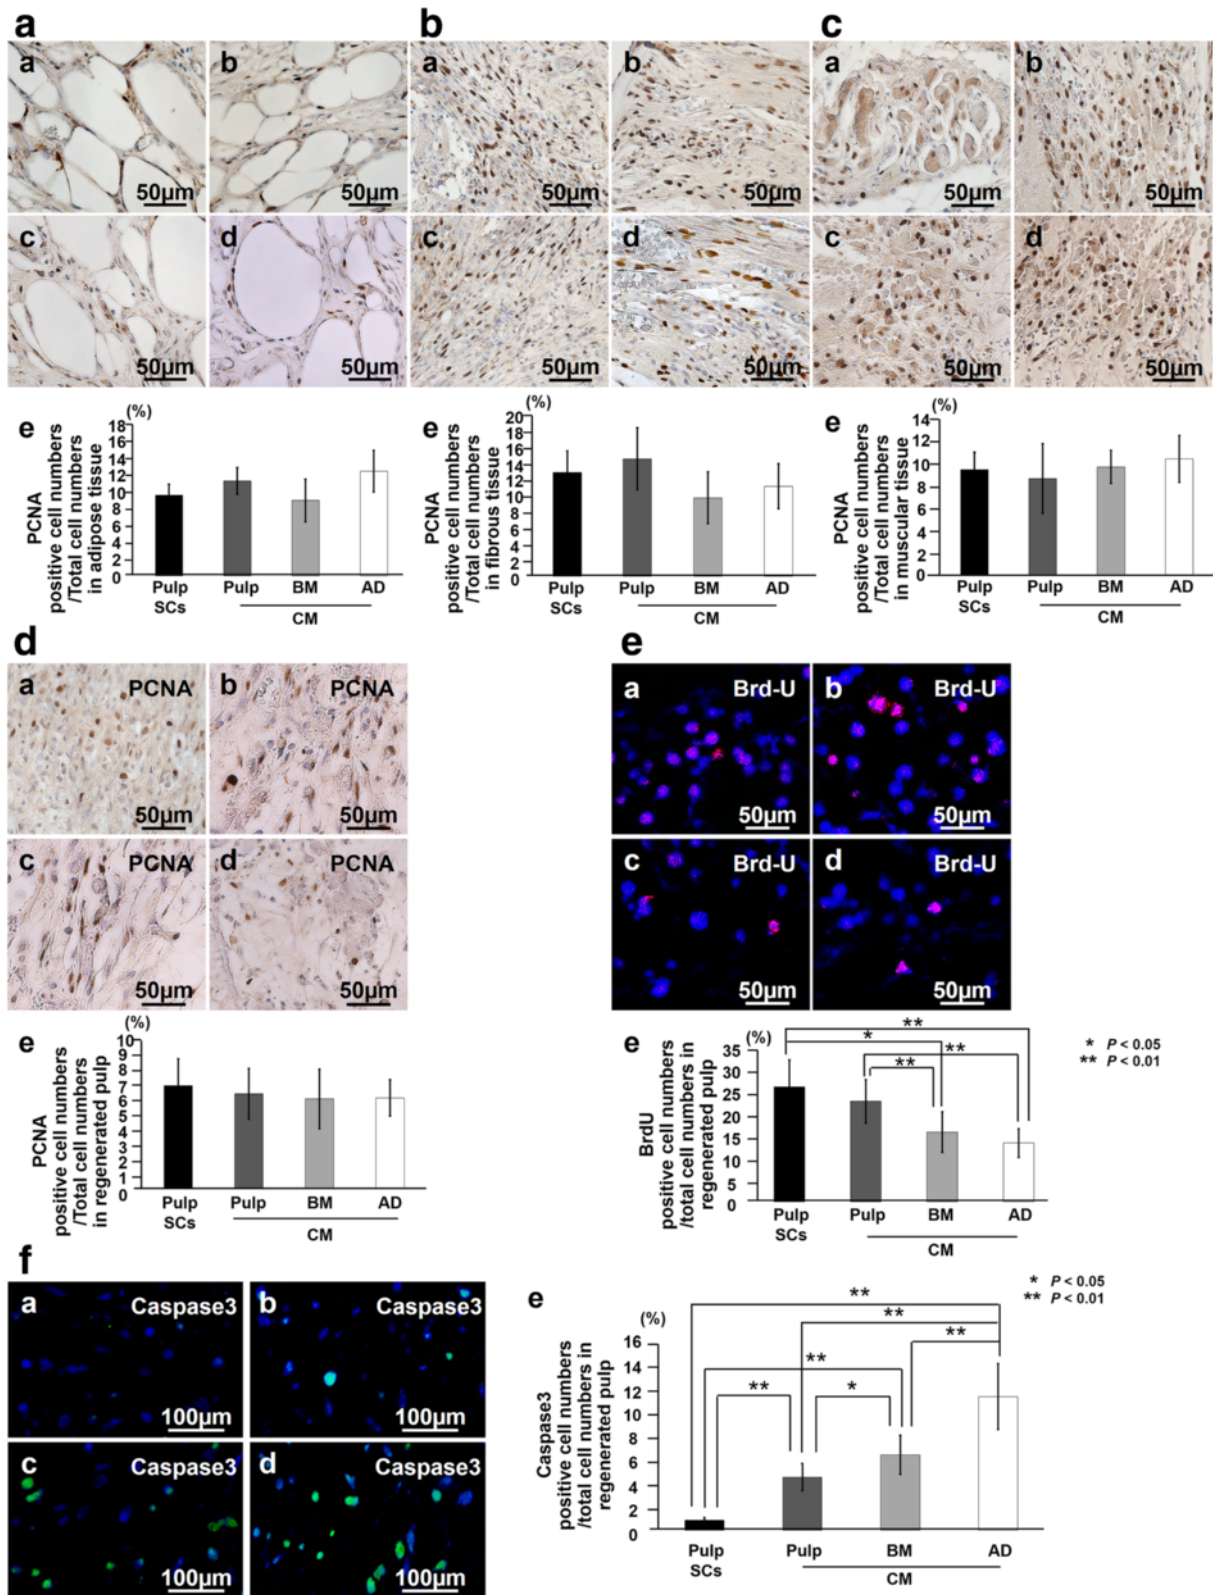 a
b
c
a
b
a
b
a
b
50µm
50µm
50µm
50µm
50µm
50µm
c
d
c
d
c
d
50µm
50µm
50µm
50µm
50µm
50µm
e
(%)
PCNA
positive cell numbers
/Total cell numbers
in adipose tissue
18
16
14
12
10
8
6
4
2
0
Pulp
SCs
Pulp
BM
AD
CM
e
(%)
PCNA
positive cell numbers
/Total cell numbers
in fibrous tissue
20
18
16
14
12
10
8
6
4
2
0
Pulp
SCs
Pulp
BM
AD
CM
e
(%)
PCNA
positive cell numbers
/Total cell numbers
in muscular tissue
14
12
10
8
6
4
2
0
Pulp
SCs
Pulp
BM
AD
CM
d
a
PCNA
50µm
b
PCNA
50µm
c
PCNA
50µm
d
PCNA
50µm
e
(%)
PCNA
positive cell numbers
/Total cell numbers
in regenerated pulp
10
9
8
7
6
5
4
3
2
1
0
Pulp
SCs
Pulp
BM
AD
CM
e
a
Brd-U
50µm
b
Brd-U
50µm
c
Brd-U
50µm
d
Brd-U
50µm
e
(%)
BrdU
positive cell numbers
/total cell numbers in
regenerated pulp
35
30
25
20
15
10
5
0
**
*
**
**
* P < 0.05
** P < 0.01
Pulp
SCs
Pulp
BM
AD
CM
f
a
Caspase3
100µm
b
Caspase3
100µm
c
Caspase3
100µm
d
Caspase3
100µm
e
(%)
Caspase3
positive cell numbers
/total cell numbers in
regenerated pulp
16
14
12
10
8
6
4
2
0
**
**
**
**
**
*
* P < 0.05
** P < 0.01
Pulp
SCs
Pulp
BM
AD
CM